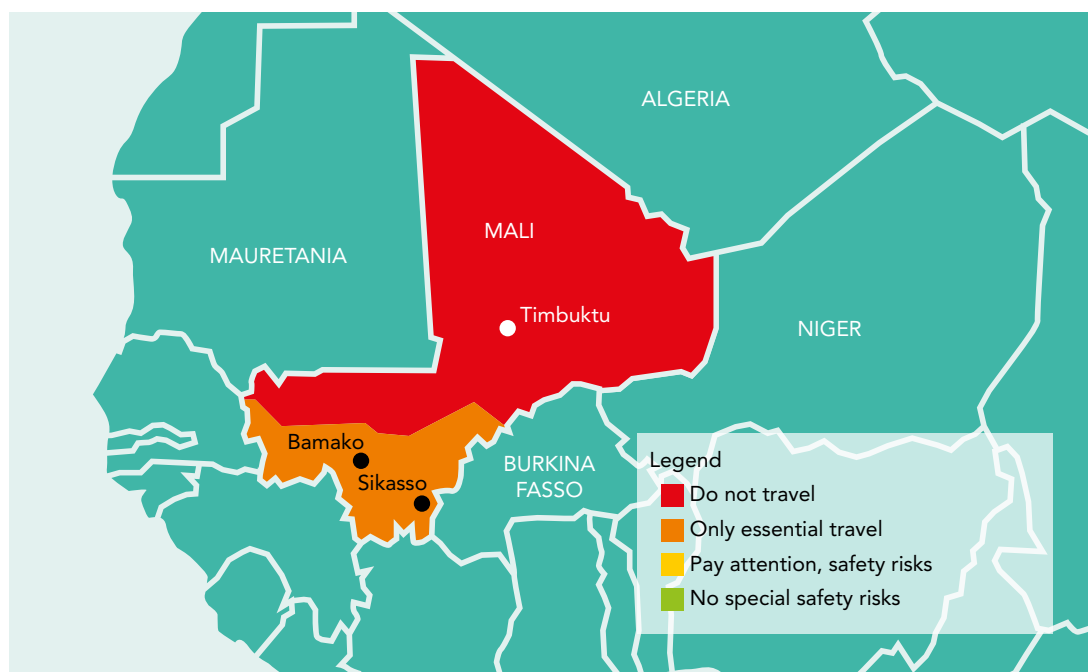 ALGERIA
MALI
MAURETANIA
Timbuktu
NIGER
Bamako
Sikasso
BURKINA
FASSO
Legend
Do not travel
Only essential travel
Pay attention, safety risks
No special safety risks